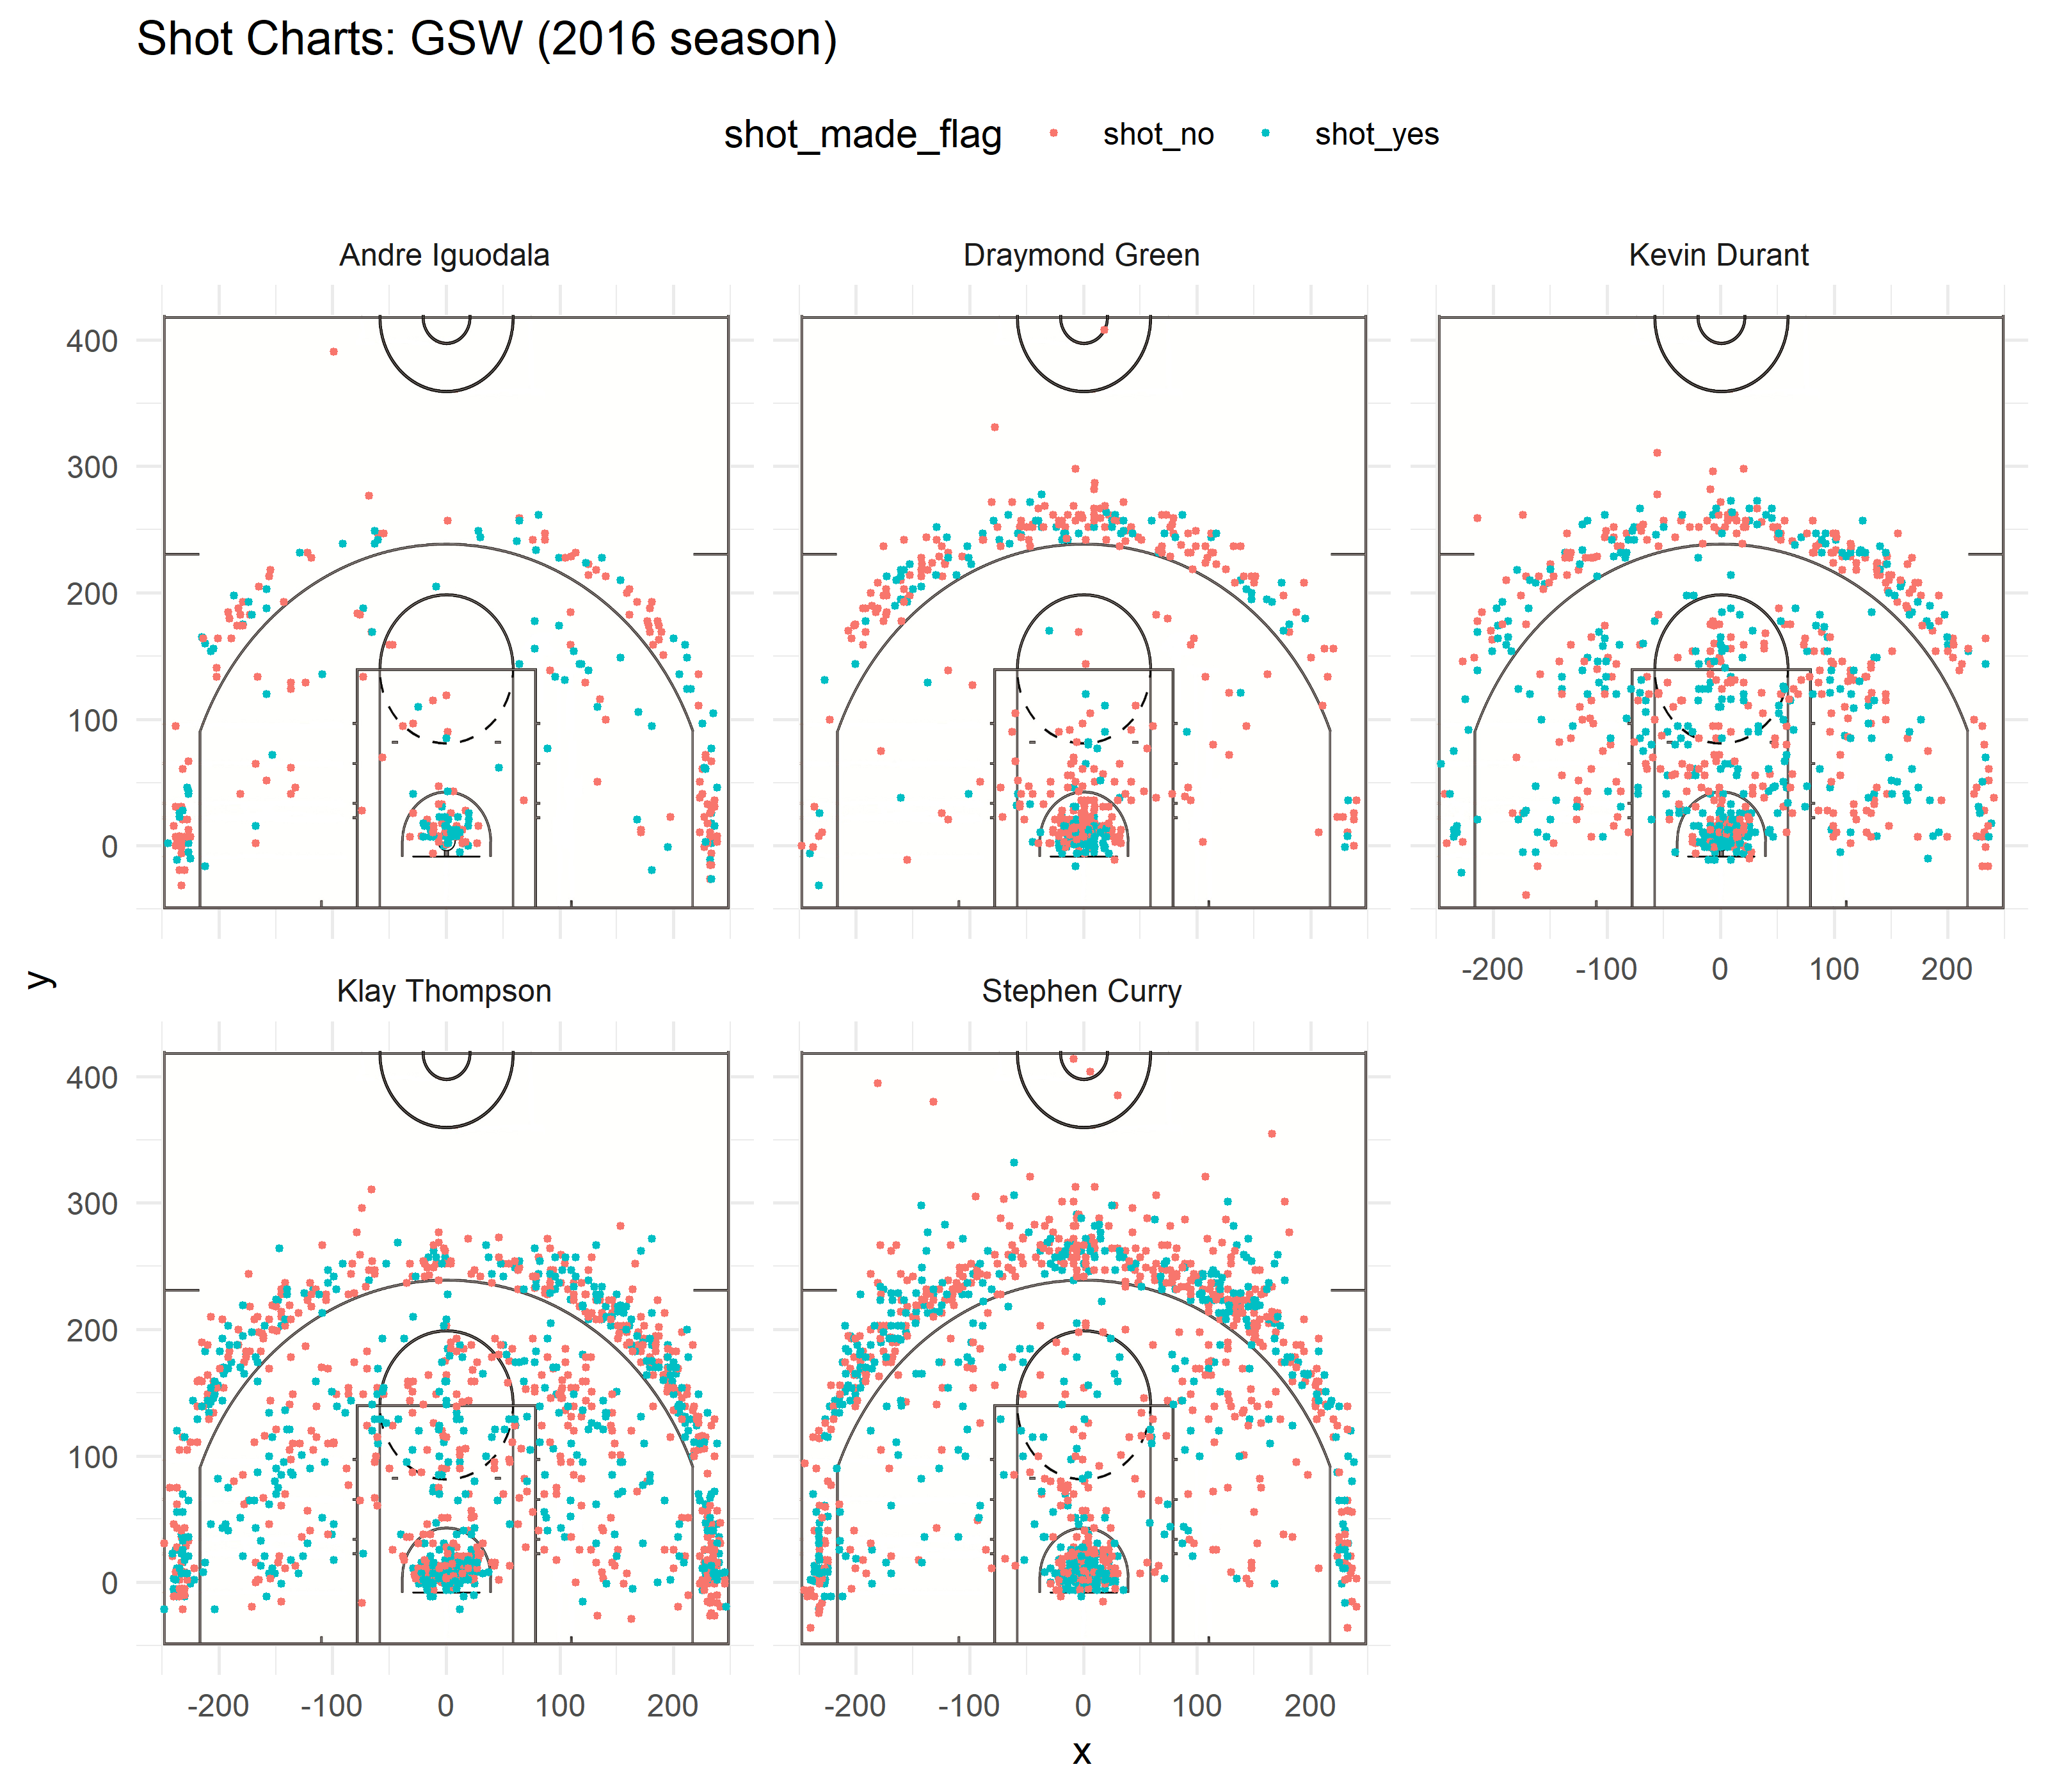 Shot Charts: GSW (2016 season)
shot_made_flag shot_no shot_yes
Andre Iguodala Draymond Green Kevin Durant
400
300
200
100
0
-200 -100 0 100 200
y
Klay Thompson Stephen Curry
400
300
200
100
0
-200 -100 0 100 200 -200 -100 0 100 200
x